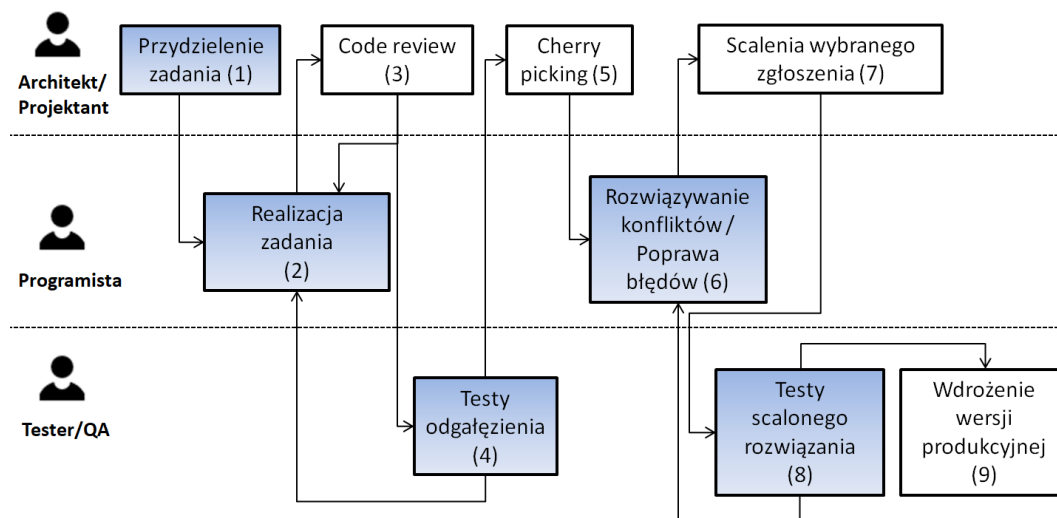 Architekt/
Projektant
Przydzielenie
zadania (1)
Code review
(3)
Cherry
picking (5)
Scalenia wybranego
zgłoszenia (7)
Programista
Realizacja
zadania
(2)
Rozwiązywanie
konfliktów /
Poprawa
błędów (6)
Tester/QA
Testy
odgałęzienia
(4)
Testy
scalonego
rozwiązania
(8)
Wdrożenie
wersji
produkcyjnej
(9)